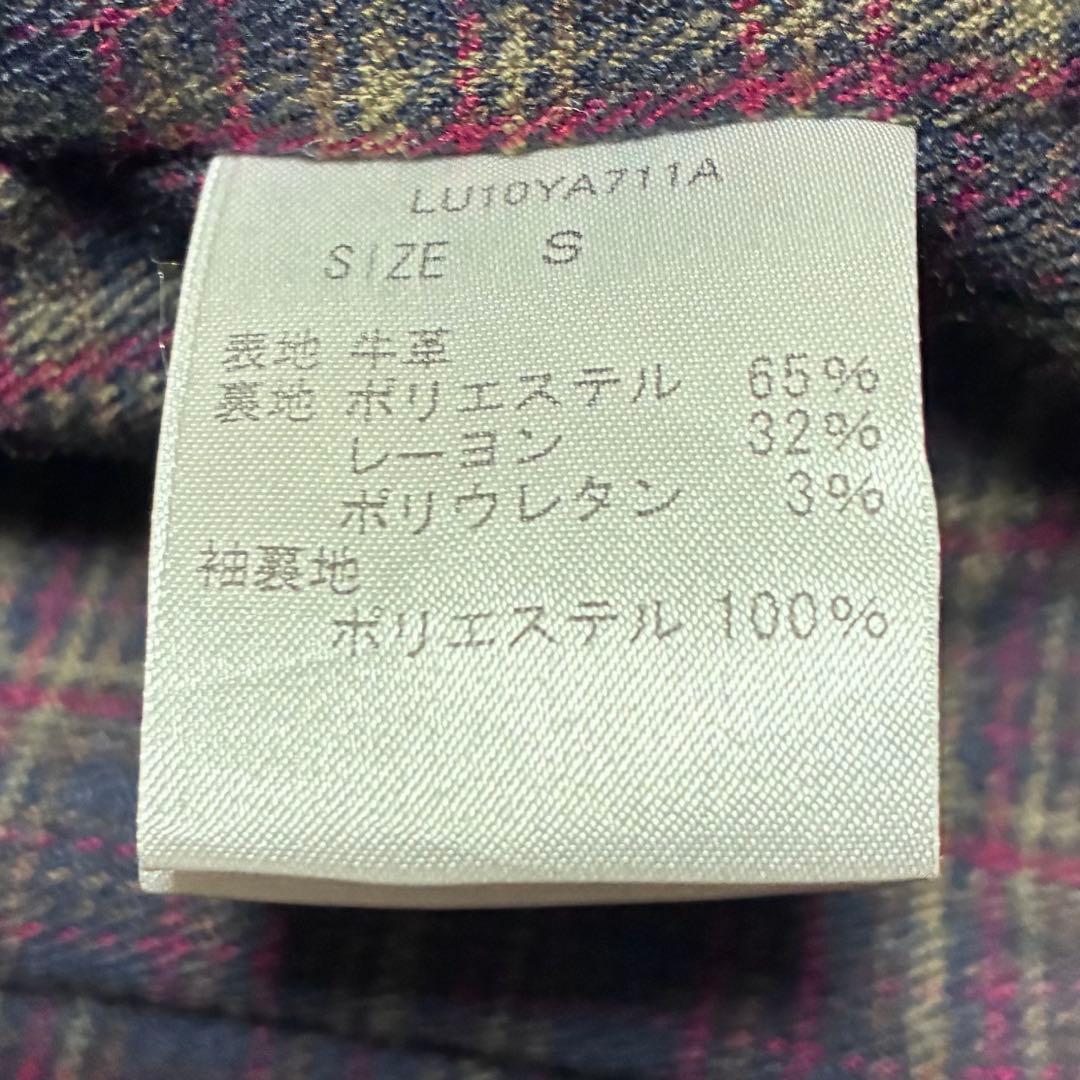 LU10YA711A
SIZE S
表地 牛革
裏地 ポリエステル 65%
レーヨン 32%
ポリウレタン 3%
袖裏地
ポリエステル 100%